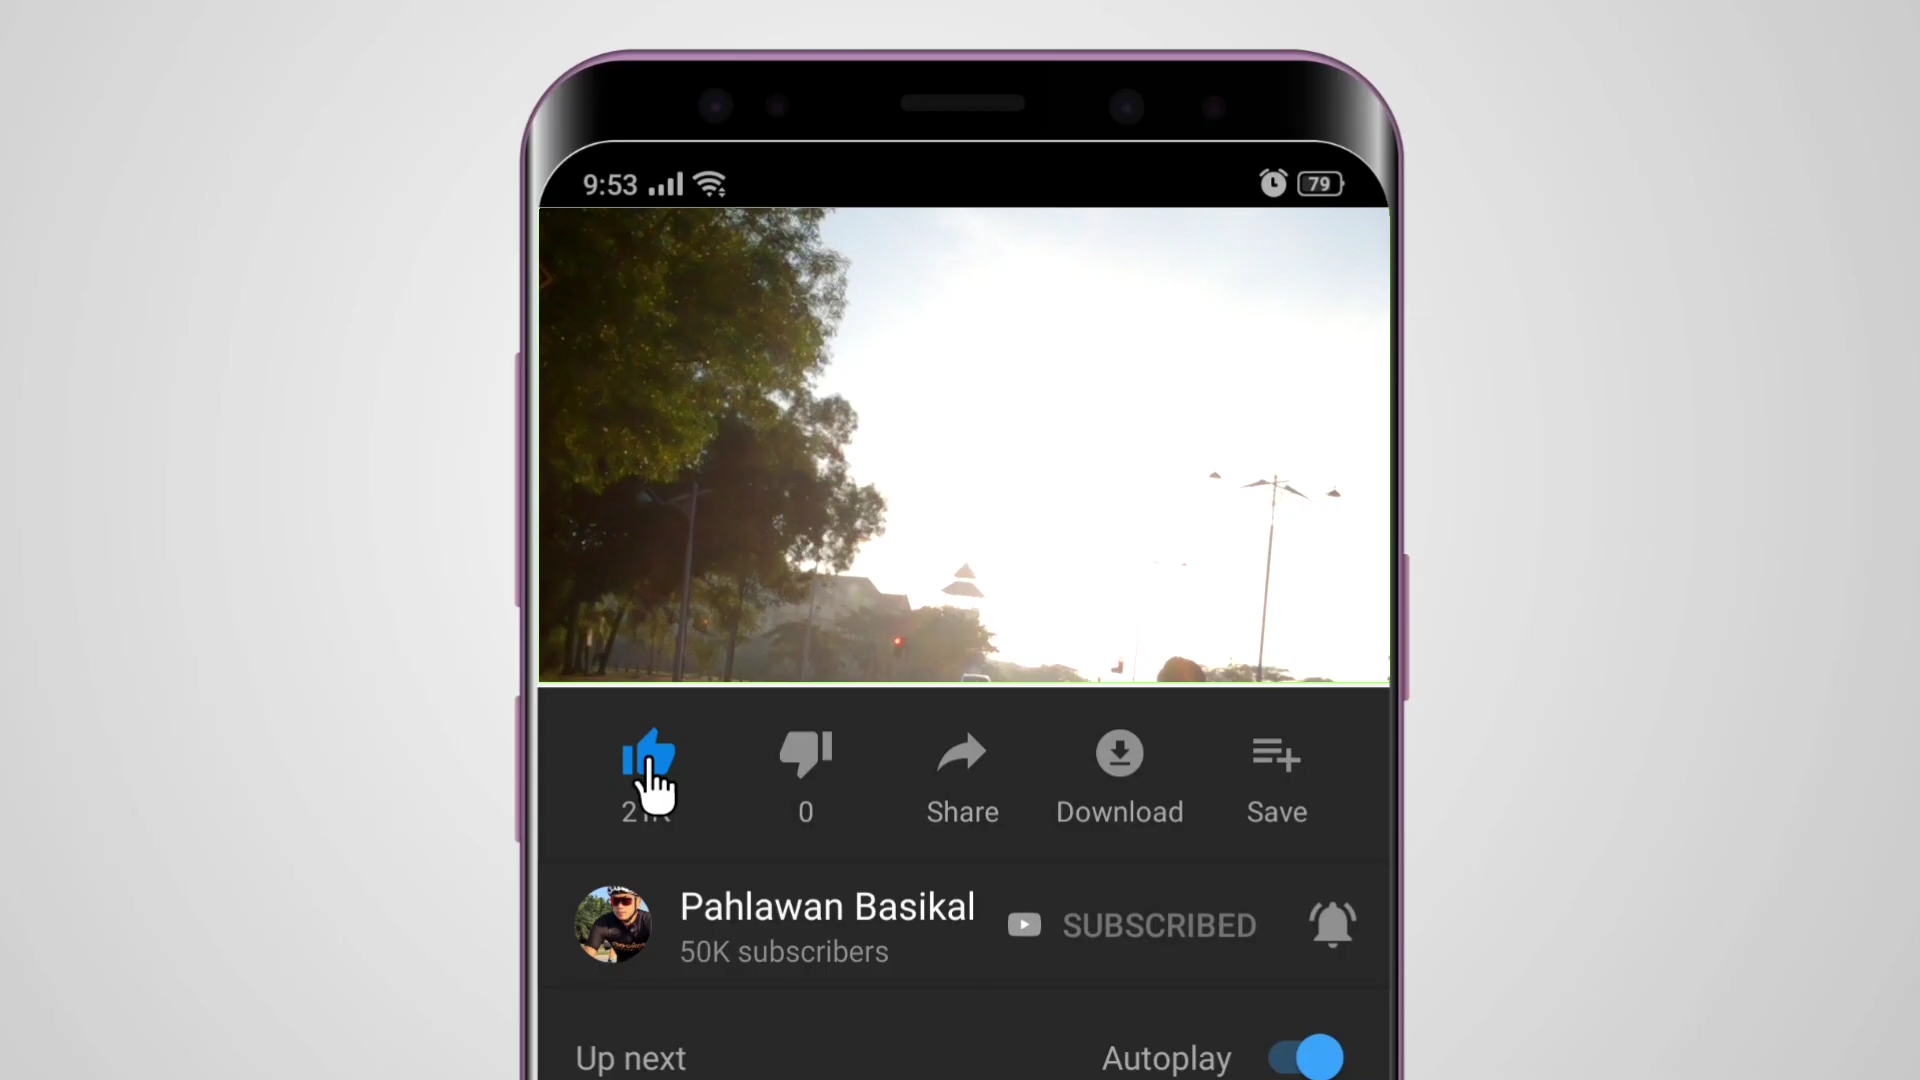 9:53
79
0
Share
Download
Save
Pahlawan Basikal
50K subscribers
SUBSCRIBED
Up next
Autoplay